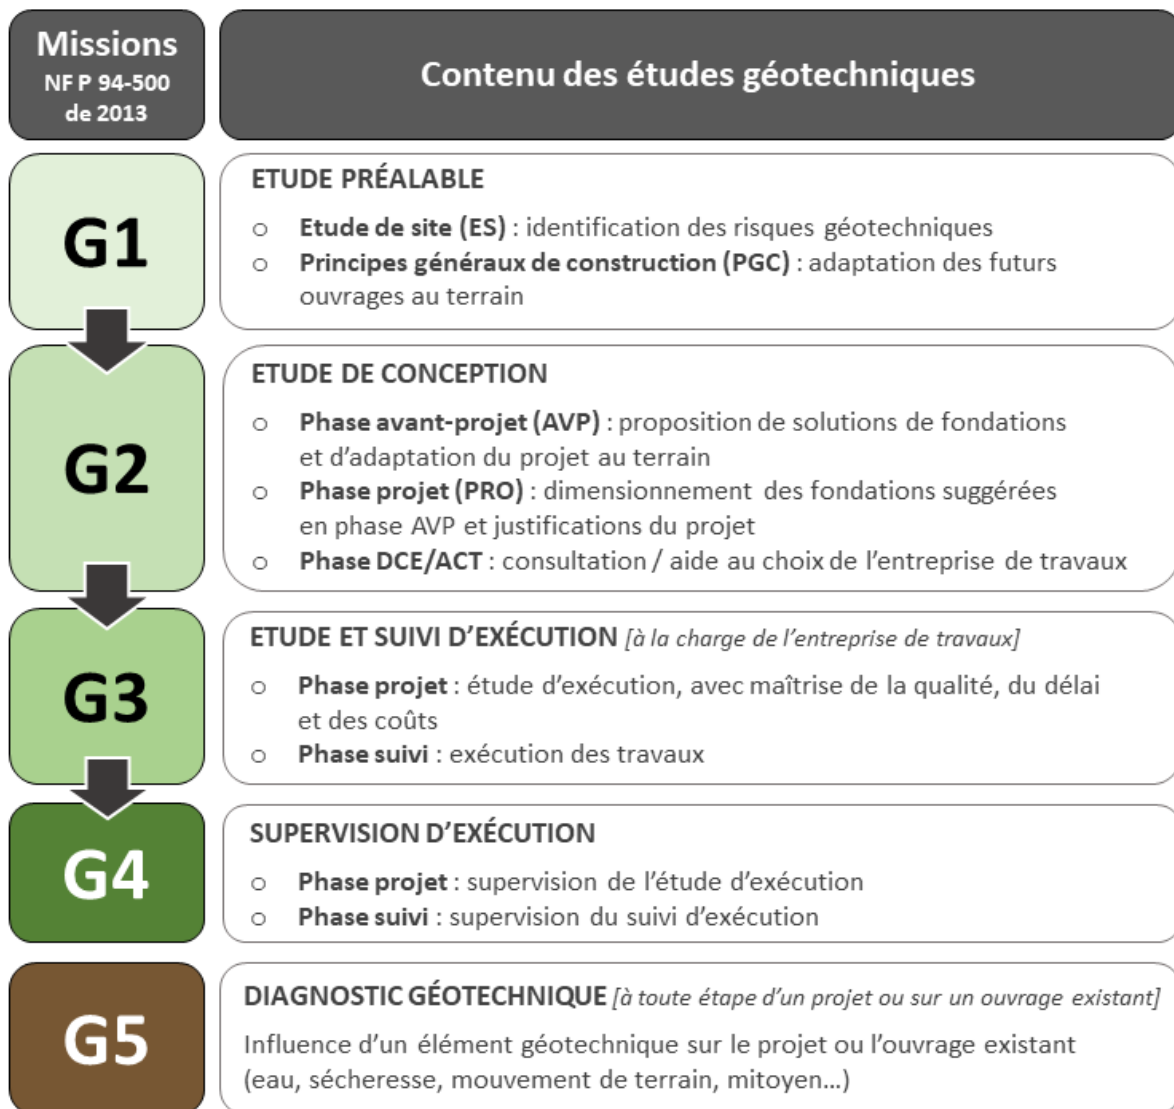 Missions
NF P 94-500
de 2013
Contenu des études géotechniques
G1
ETUDE PRÉALABLE
o Etude de site (ES) : identification des risques géotechniques
o Principes généraux de construction (PGC) : adaptation des futurs
ouvrages au terrain
G2
ETUDE DE CONCEPTION
o Phase avant-projet (AVP) : proposition de solutions de fondations
et d’adaptation du projet au terrain
o Phase projet (PRO) : dimensionnement des fondations suggérées
en phase AVP et justifications du projet
o Phase DCE/ACT : consultation / aide au choix de l’entreprise de travaux
G3
ETUDE ET SUIVI D’EXÉCUTION [à la charge de l’entreprise de travaux]
o Phase projet : étude d’exécution, avec maîtrise de la qualité, du délai
et des coûts
o Phase suivi : exécution des travaux
G4
SUPERVISION D’EXÉCUTION
o Phase projet : supervision de l’étude d’exécution
o Phase suivi : supervision du suivi d’exécution
G5
DIAGNOSTIC GÉOTECHNIQUE [à toute étape d’un projet ou sur un ouvrage existant]
Influence d’un élément géotechnique sur le projet ou l’ouvrage existant
(eau, sécheresse, mouvement de terrain, mitoyen…)